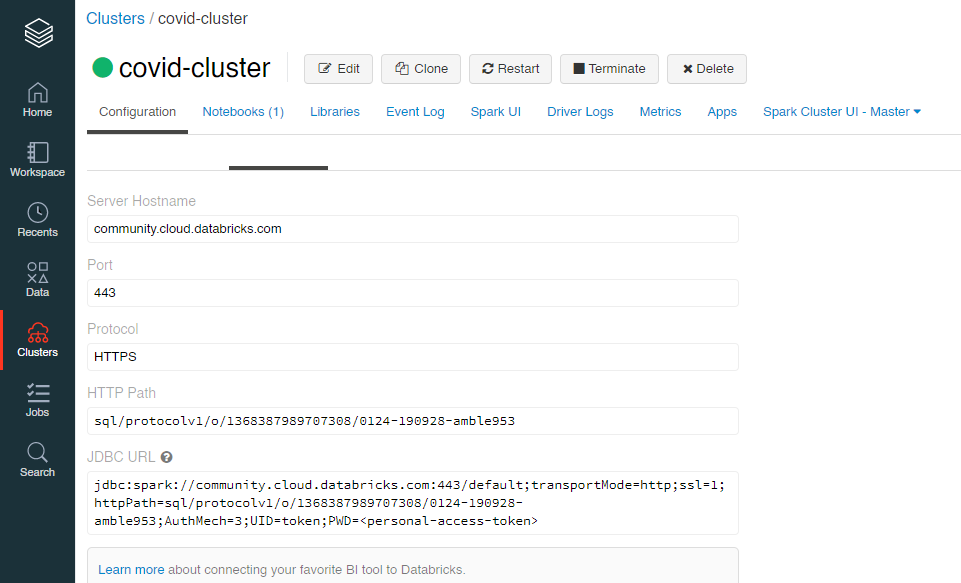 Clusters / covid-cluster
covid-cluster
Edit
Clone
Restart
Terminate
Delete
Home
Workspace
Recents
Data
Clusters
Jobs
Search
Configuration
Notebooks (1)
Libraries
Event Log
Spark UI
Driver Logs
Metrics
Apps
Spark Cluster UI - Master
Server Hostname
community.cloud.databricks.com
Port
443
Protocol
HTTPS
HTTP Path
sql/protocolv1/o/1368387989707308/0124-190928-amble953
JDBC URL
jdbc:spark://community.cloud.databricks.com:443/default;transportMode=http;ssl=1;
httpPath=sql/protocolv1/o/1368387989707308/0124-190928-
amble953;AuthMech=3;UID=token;PWD=<personal-access-token>
Learn more about connecting your favorite BI tool to Databricks.